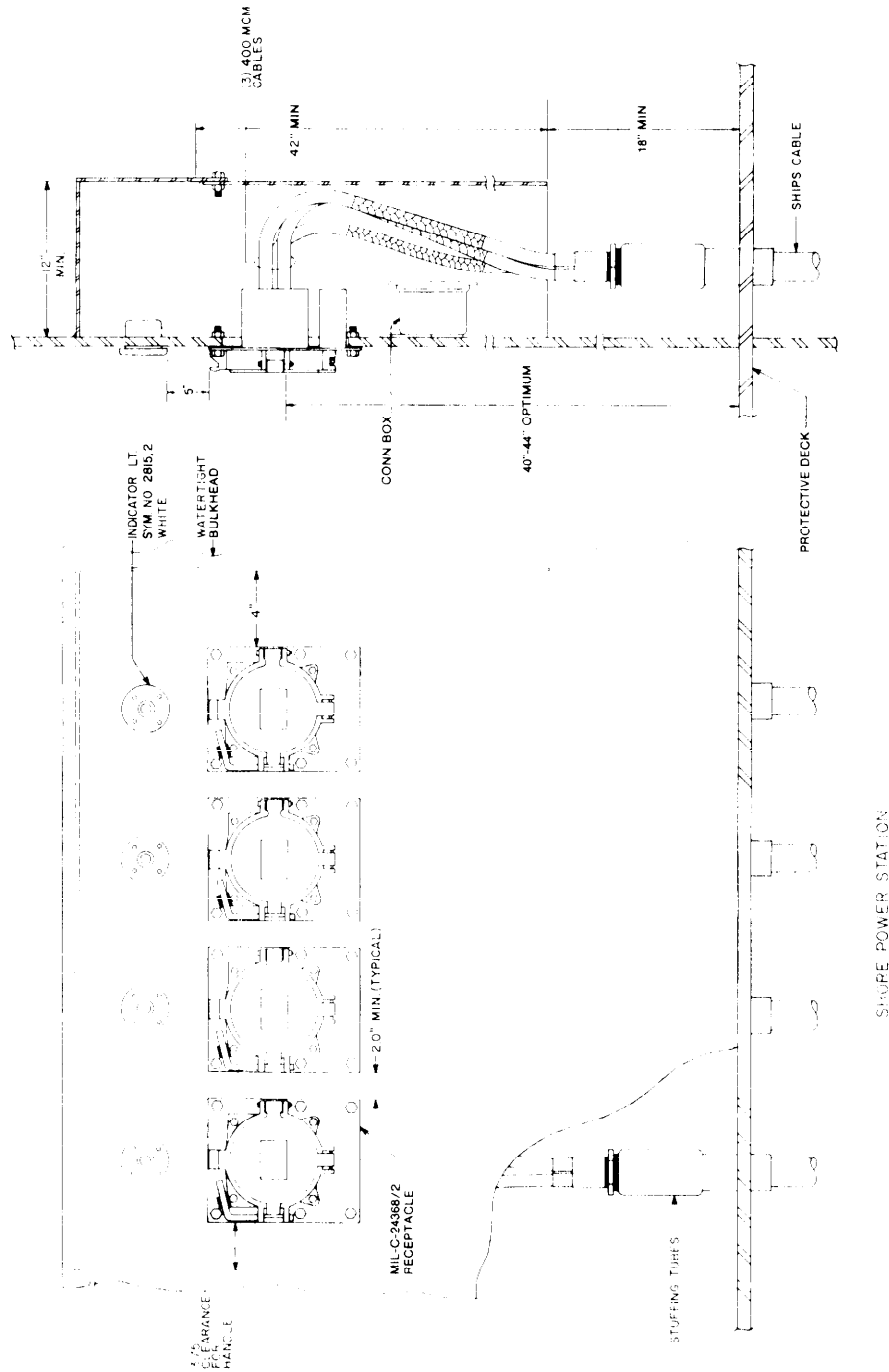 (3) 400 MCM
CABLES
12"
MIN.
42" MIN
18" MIN
SHIPS CABLE
5"
CONN BOX
40"-44" OPTIMUM
PROTECTIVE DECK
INDICATOR LT.
SYM NO 2815.2
WHITE
WATERTIGHT
BULKHEAD
4"
2.0" MIN. (TYPICAL)
MIL-C-24368/2
RECEPTACLE
CLEARANCE
FOR
HANDLE
STUFFING TUBES
SHORE POWER STATION